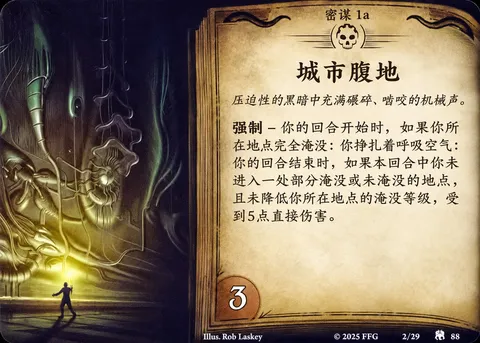 密谋 1a
城市腹地
压迫性的黑暗中充满碾碎、啮咬的机械声。
强制 – 你的回合开始时，如果你所
在地点完全淹没：你挣扎着呼吸空气：
你的回合结束时，如果本回合中你未
进入一处部分淹没或未淹没的地点，
且未降低你所在地点的淹没等级，受
到5点直接伤害。
3
Illus. Rob Laskey
© 2025 FFG
2/29
88